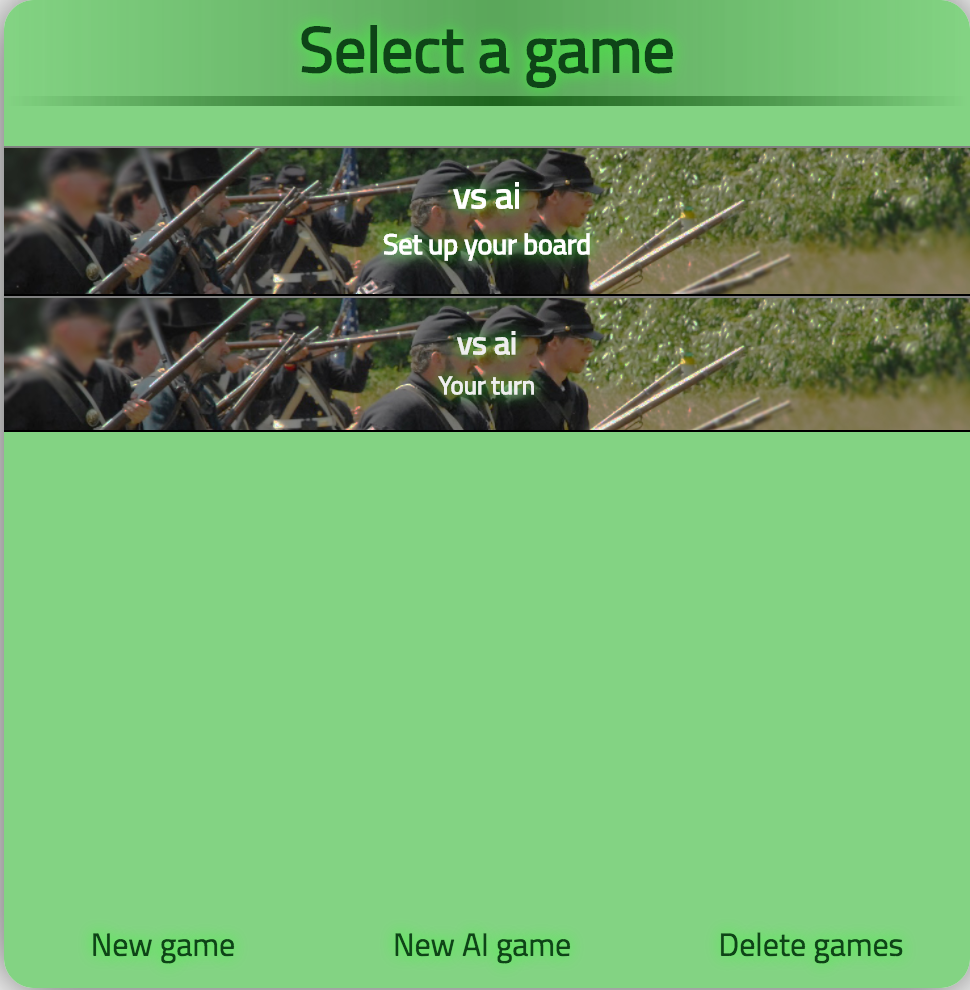 Select a game
vs ai
Set up your board
vs ai
Your turn
New game
New AI game
Delete games